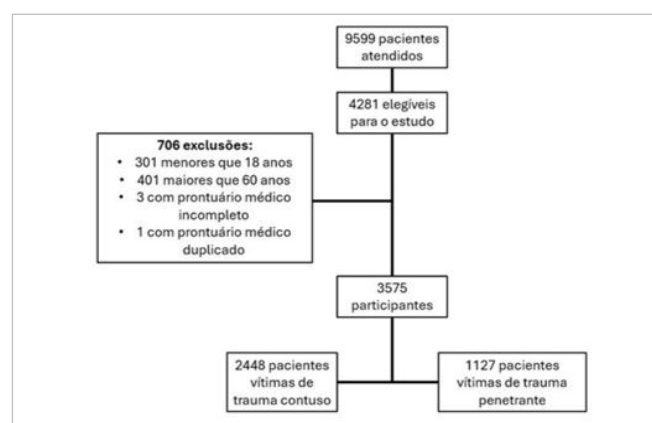 9599 pacientes
atendidos
4281 elegíveis
para o estudo
706 exclusões:
• 301 menores que 18 anos
• 401 maiores que 60 anos
• 3 com prontuário médico
incompleto
• 1 com prontuário médico
duplicado
3575
participantes
2448 pacientes
vítimas de
trauma contuso
1127 pacientes
vítimas de trauma
penetrante